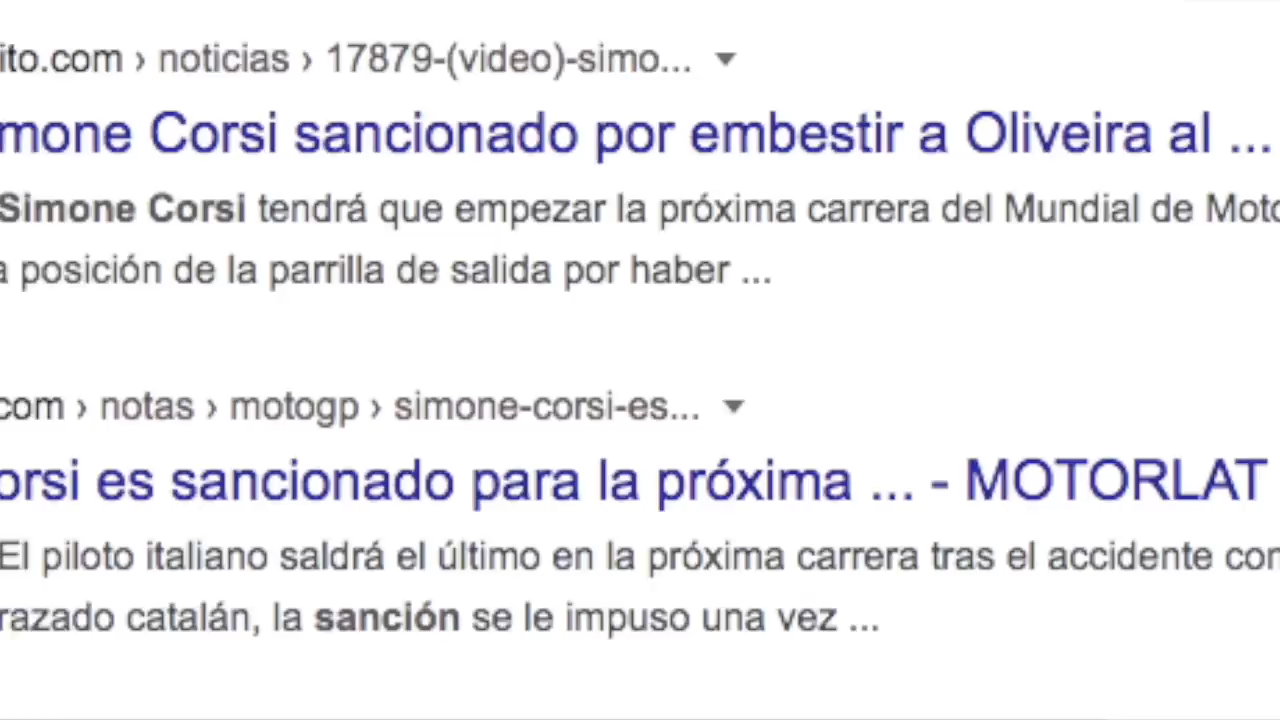 ito.com › noticias › 17879-(video)-simo...
mone Corsi sancionado por embestir a Oliveira al ...
Simone Corsi tendrá que empezar la próxima carrera del Mundial de Moto
a posición de la parrilla de salida por haber ...
com › notas › motogp › simone-corsi-es...
orsi es sancionado para la próxima ... - MOTORLAT
El piloto italiano saldrá el último en la próxima carrera tras el accidente con
razado catalán, la sanción se le impuso una vez ...